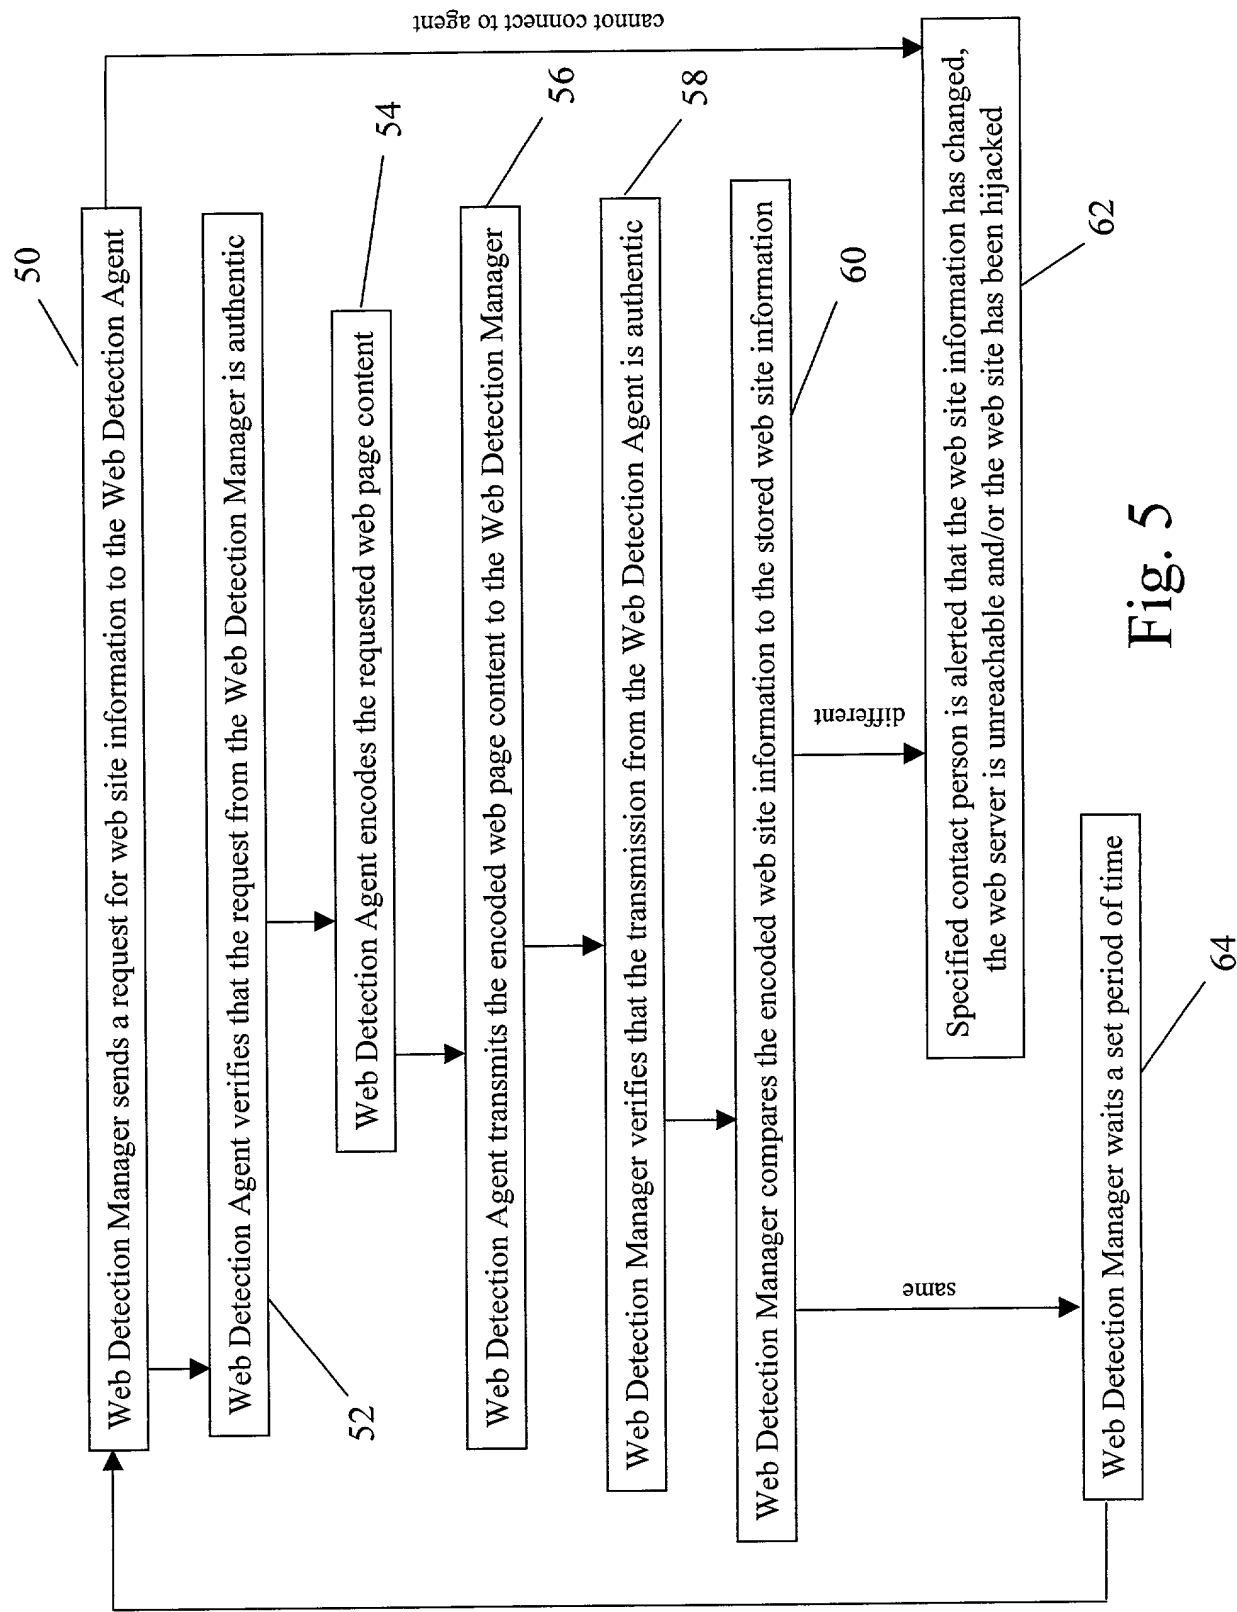 50
Web Detection Manager sends a request for web site information to the Web Detection Agent
cannot connect to agent
Web Detection Agent verifies that the request from the Web Detection Manager is authentic
52
54
Web Detection Agent encodes the requested web page content
56
Web Detection Agent transmits the encoded web page content to the Web Detection Manager
58
Web Detection Manager verifies that the transmission from the Web Detection Agent is authentic
Web Detection Manager compares the encoded web site information to the stored web site information
60
same
different
Specified contact person is alerted that the web site information has changed,
the web server is unreachable and/or the web site has been hijacked
62
Web Detection Manager waits a set period of time
64
Fig. 5